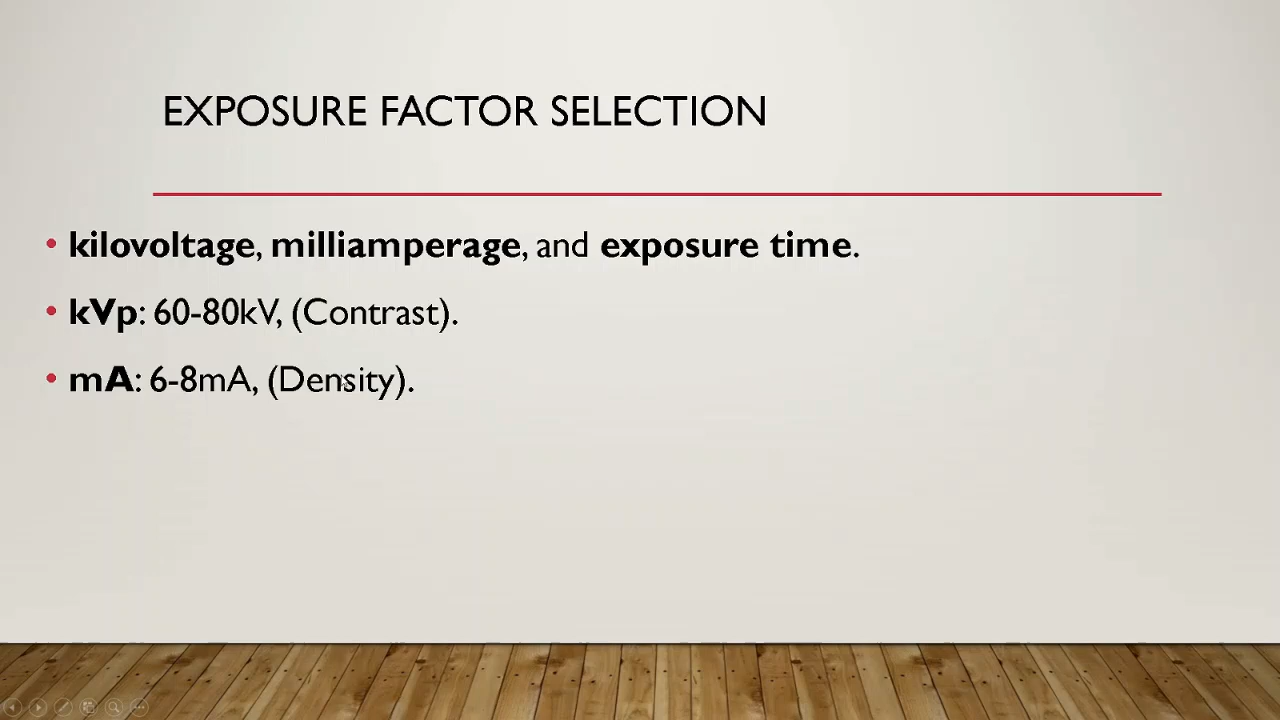 EXPOSURE FACTOR SELECTION
• kilovoltage, milliamperage, and exposure time.
• kVp: 60-80kV, (Contrast).
• mA: 6-8mA, (Density).